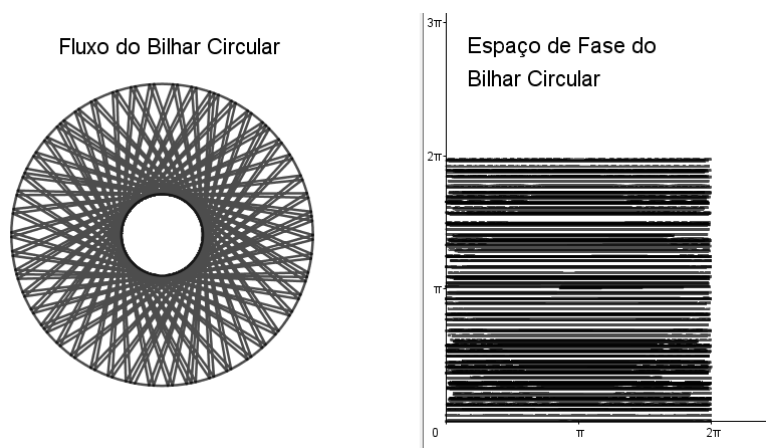 Fluxo do Bilhar Circular
3π
Espaço de Fase do
Bilhar Circular
2π
π
0
π
2π